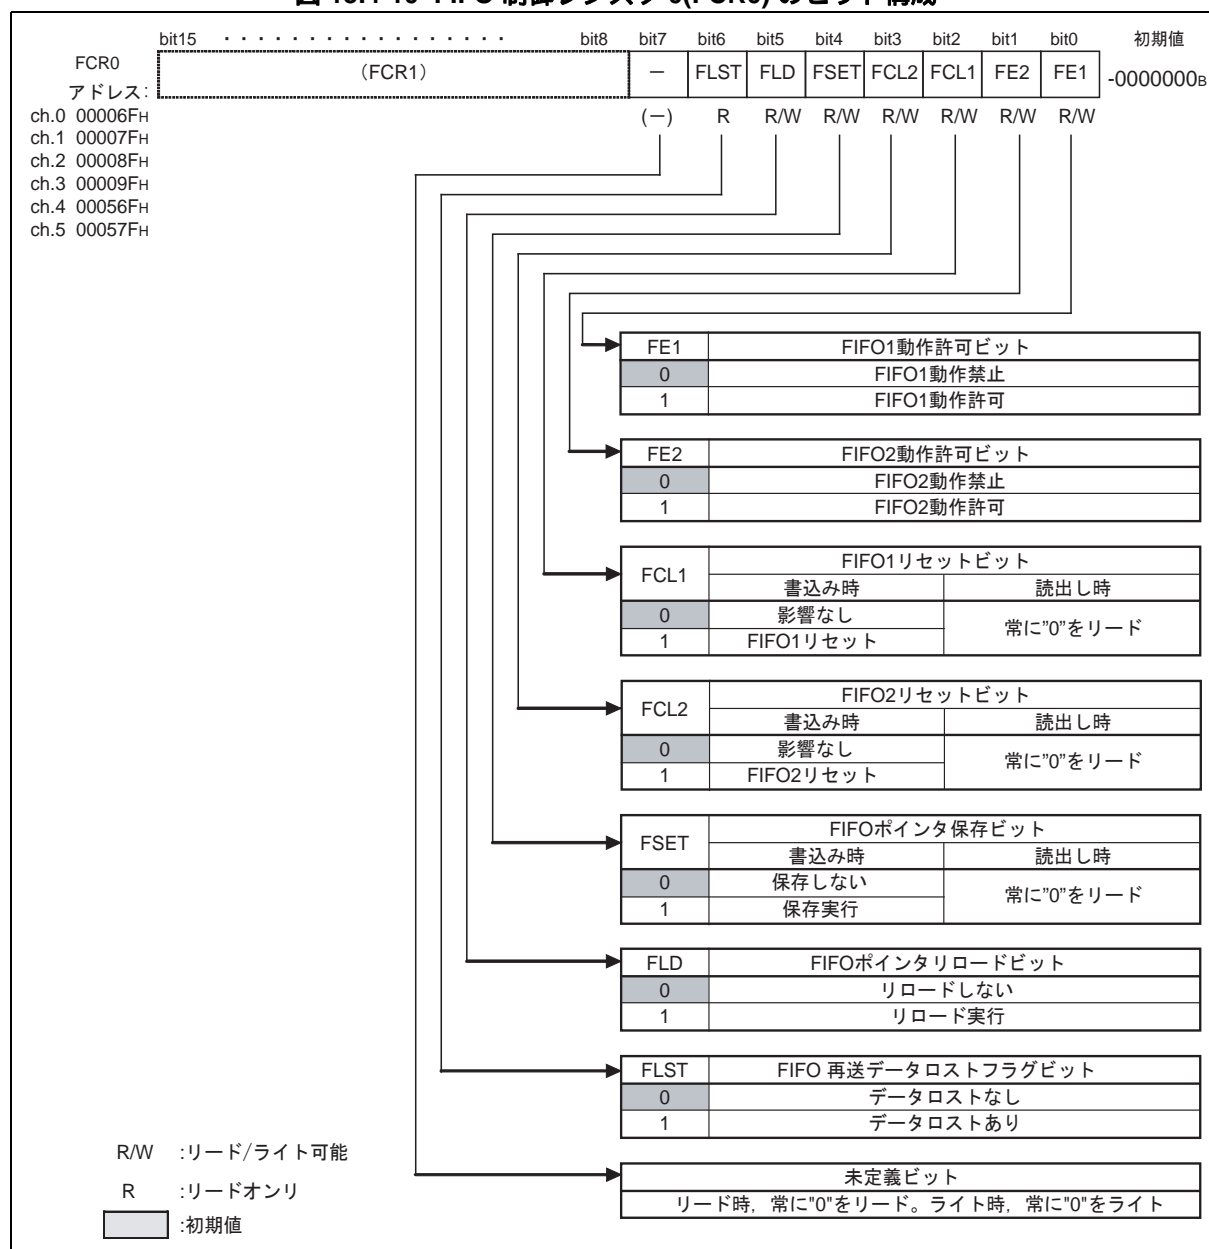 bit15 ・・・・・・・・・・・・・・・・・ bit8 bit7 bit6 bit5 bit4 bit3 bit2 bit1 bit0 初期値
FCR0 (FCR1) － FLST FLD FSET FCL2 FCL1 FE2 FE1 -0000000B
アドレス:
(－) R R/W R/W R/W R/W R/W R/W
ch.0 00006FH
ch.1 00007FH
ch.2 00008FH
ch.3 00009FH
ch.4 00056FH
ch.5 00057FH
FE1 FIFO1動作許可ビット
0 FIFO1動作禁止
1 FIFO1動作許可
FE2 FIFO2動作許可ビット
0 FIFO2動作禁止
1 FIFO2動作許可
FCL1 FIFO1リセットビット
書込み時 読出し時
0 影響なし 常に"0"をリード
1 FIFO1リセット
FCL2 FIFO2リセットビット
書込み時 読出し時
0 影響なし 常に"0"をリード
1 FIFO2リセット
FSET FIFOポインタ保存ビット
書込み時 読出し時
0 保存しない 常に"0"をリード
1 保存実行
FLD FIFOポインタリロードビット
0 リロードしない
1 リロード実行
FLST FIFO 再送データロストフラグビット
0 データロストなし
1 データロストあり
未定義ビット
リード時，常に"0"をリード。ライト時，常に"0"をライト
R/W :リード/ライト可能
R :リードオンリ
:初期値